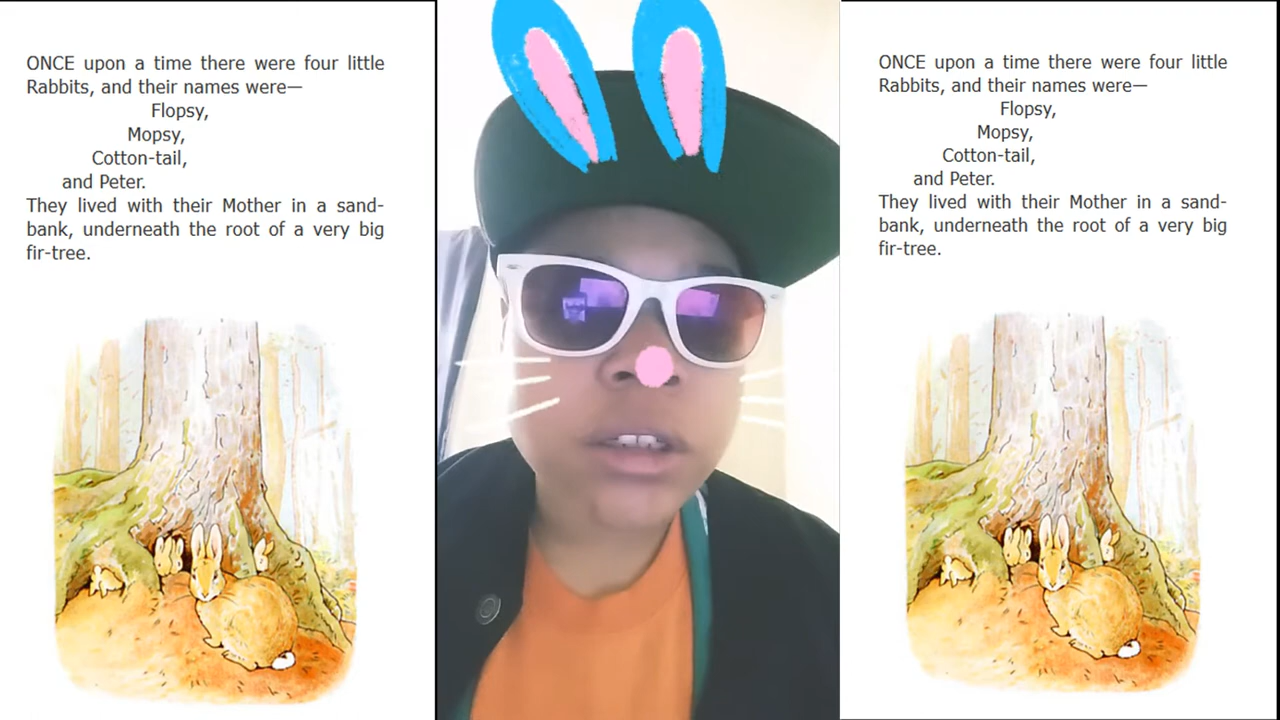 ONCE upon a time there were four little
Rabbits, and their names were—
Flopsy,
Mopsy,
Cotton-tail,
and Peter.
They lived with their Mother in a sand-
bank, underneath the root of a very big
fir-tree.
ONCE upon a time there were four little
Rabbits, and their names were—
Flopsy,
Mopsy,
Cotton-tail,
and Peter.
They lived with their Mother in a sand-
bank, underneath the root of a very big
fir-tree.